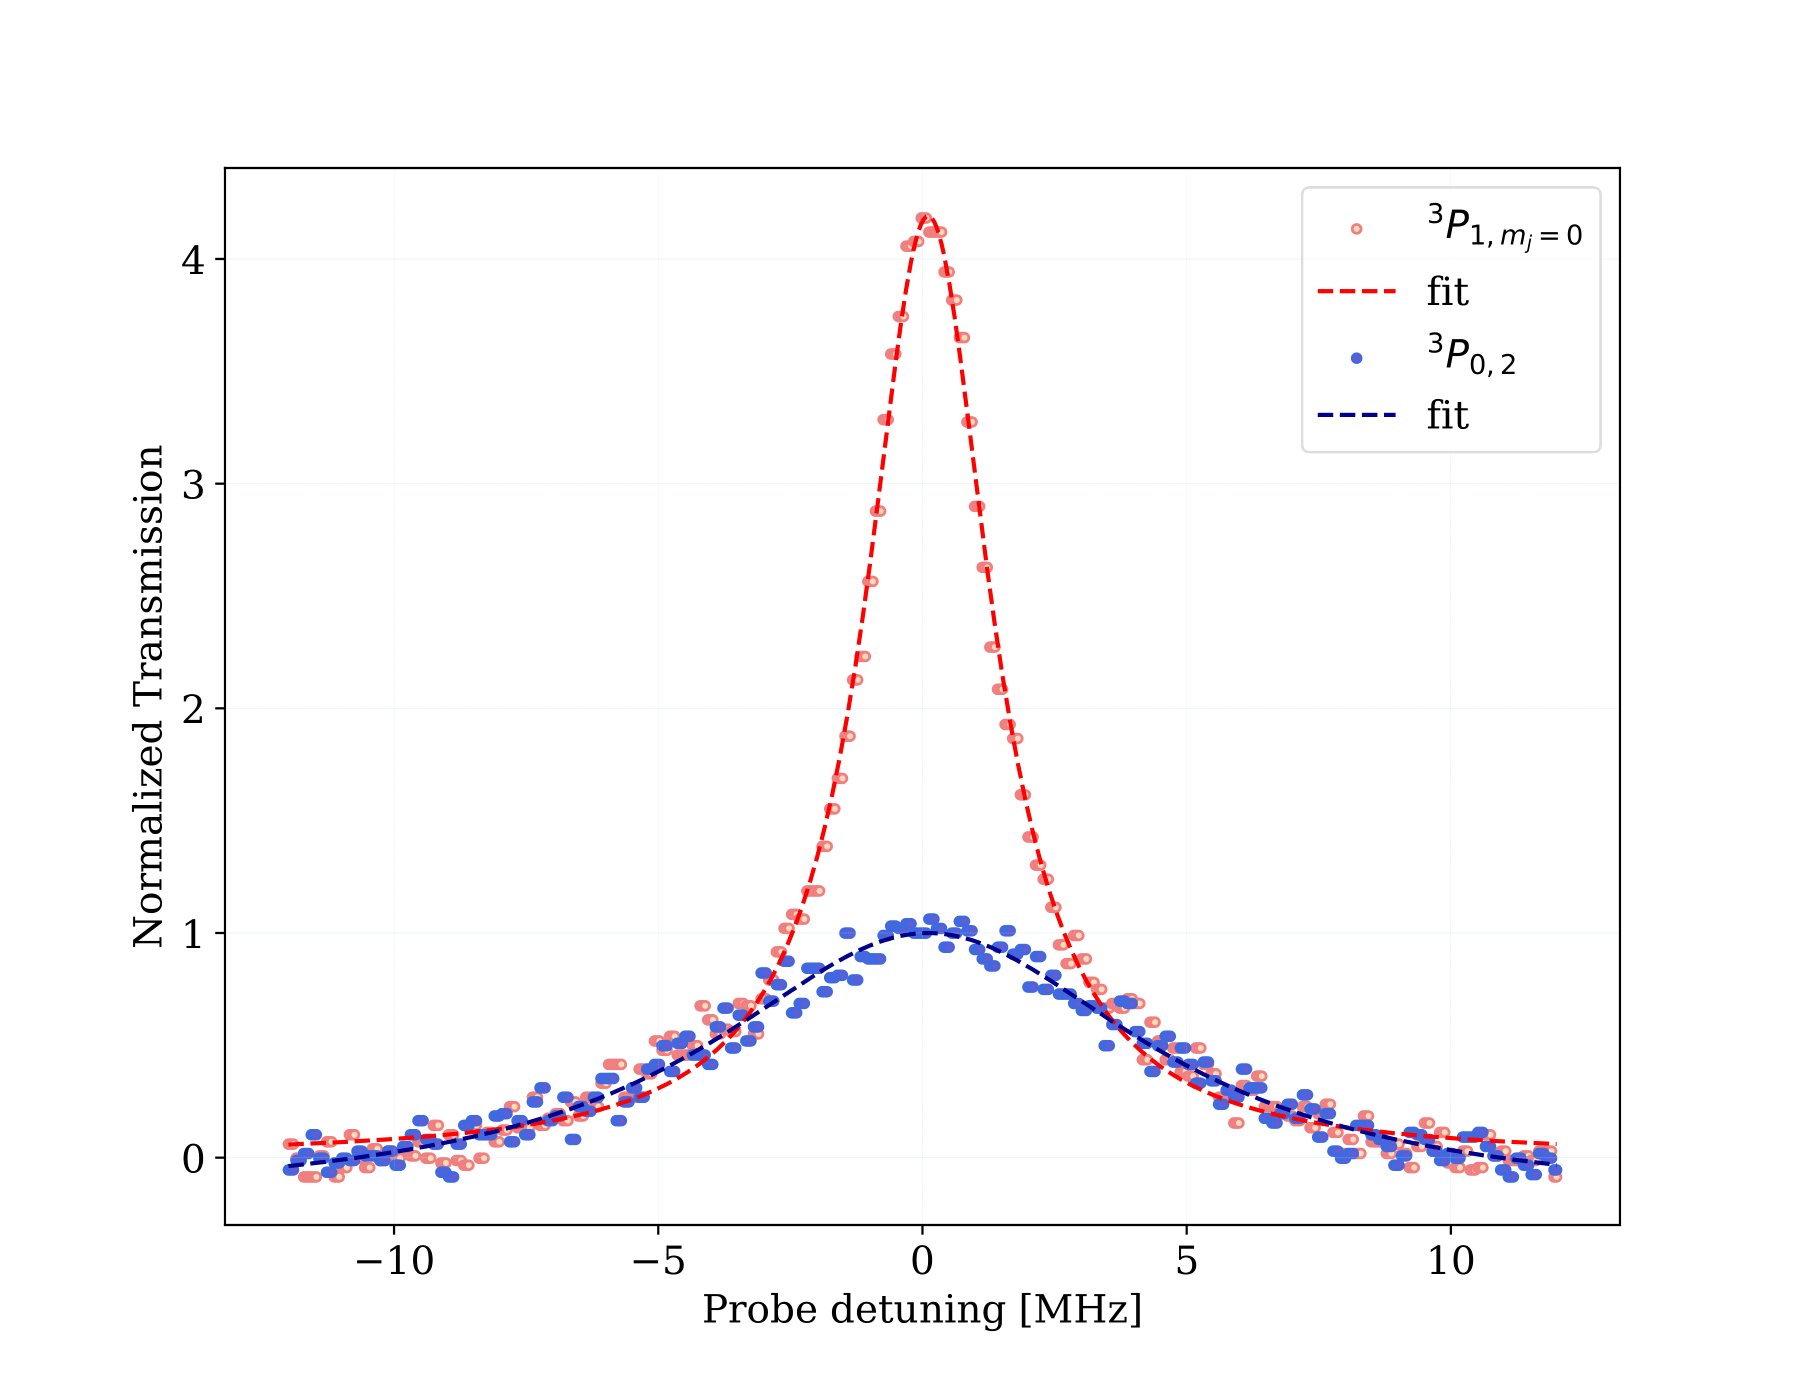 ³P₁, mⱼ = 0
fit
³P₀, ₂
fit
Normalized Transmission
4
3
2
1
0
−10 −5 0 5 10
Probe detuning [MHz]